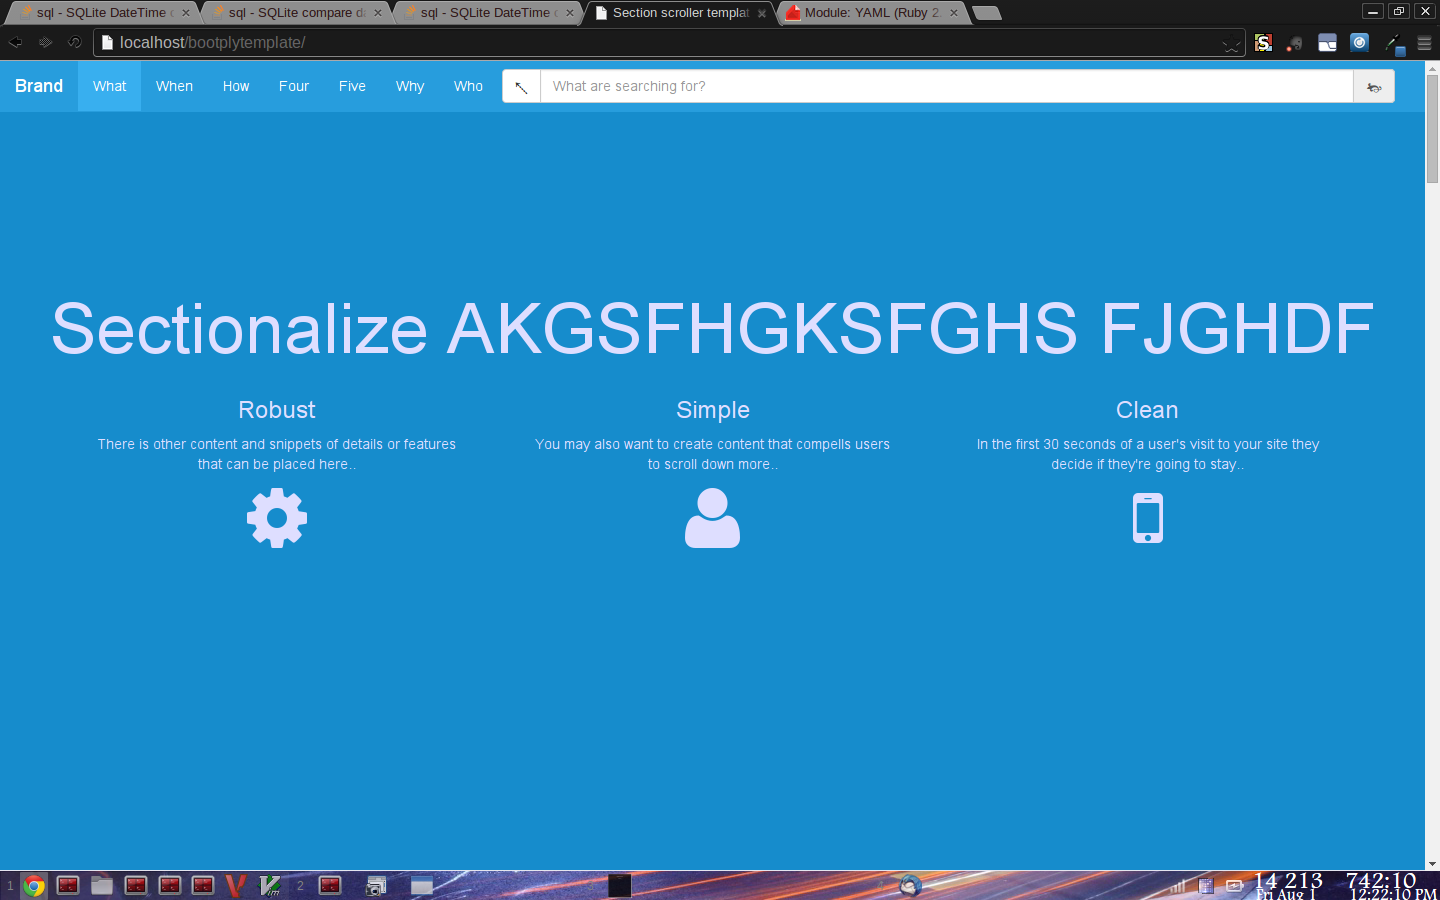 sql - SQLite DateTime
sql - SQLite compare da
sql - SQLite DateTime
Section scroller templat
Module: YAML (Ruby 2.
localhost/bootplytemplate/
Brand What When How Four Five Why Who What are searching for?
Sectionalize AKGSFHGKSFGHS FJGHDF
Robust Simple Clean
There is other content and snippets of details or features You may also want to create content that compells users In the first 30 seconds of a user's visit to your site they
that can be placed here.. to scroll down more.. decide if they're going to stay..
1 Vim 2 14 213 742:10
Fri Aug 1 12:22:10 PM